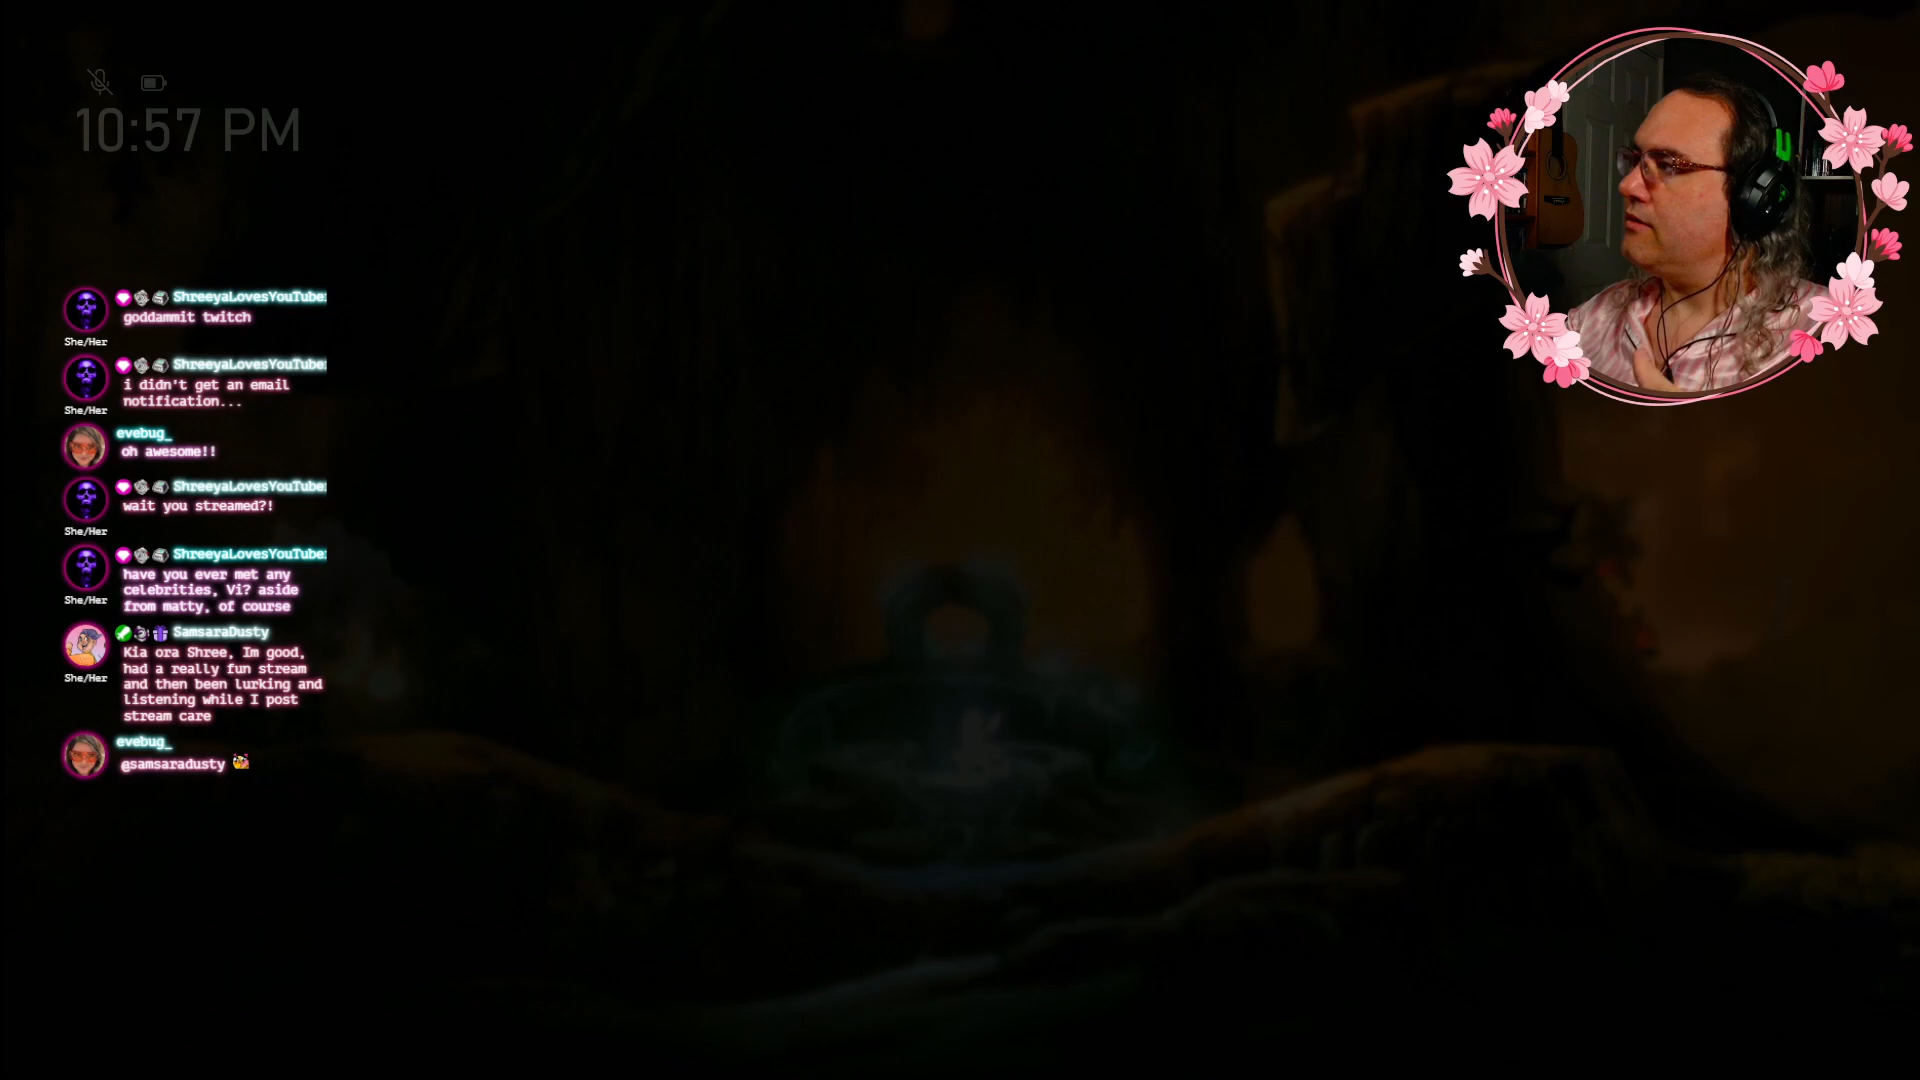 10:57 PM
ShreeyaLovesYouTube
goddammit twitch
She/Her
ShreeyaLovesYouTube
i didn't get an email
notification...
She/Her
evebug_
oh awesome!!
ShreeyaLovesYouTube
wait you streamed?!
She/Her
ShreeyaLovesYouTube
have you ever met any
celebrities, Vi? aside
from matty, of course
She/Her
SamsaraDusty
Kia ora Shree, Im good,
had a really fun stream
and then been lurking and
listening while I post
stream care
She/Her
evebug_
@samsaradusty